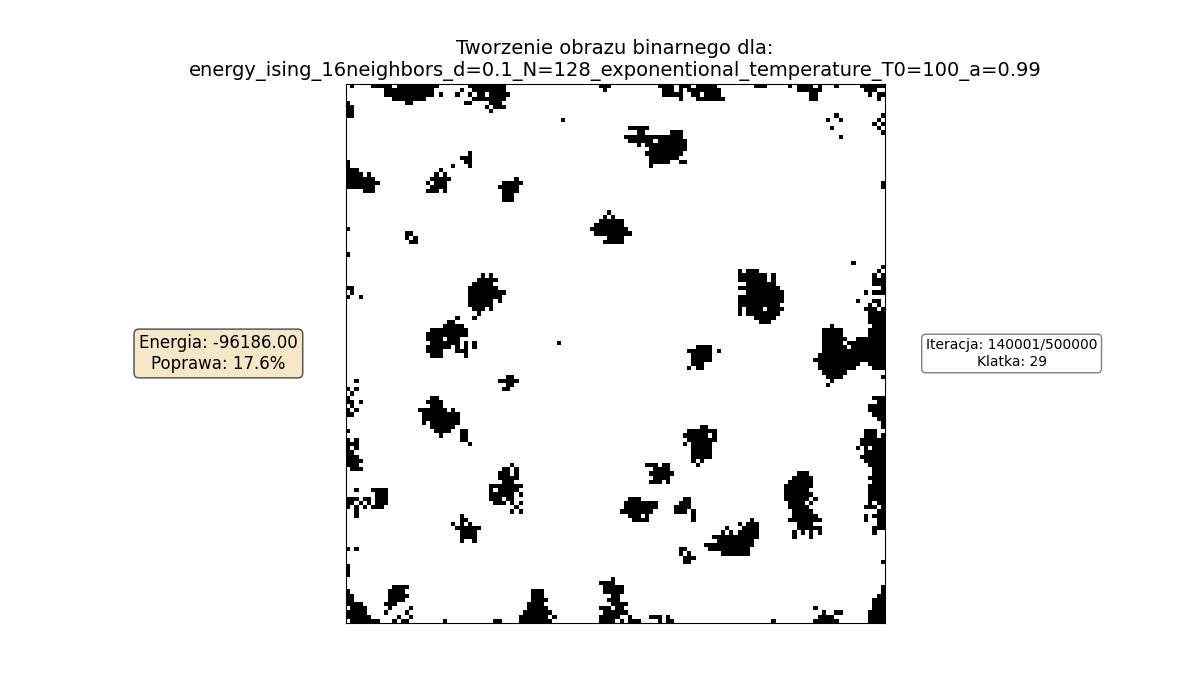 Tworzenie obrazu binarnego dla:
energy_ising_16neighbors_d=0.1_N=128_exponentional_temperature_T0=100_a=0.99
Energia: -96186.00
Poprawa: 17.6%
Iteracja: 140001/500000
Klatka: 29